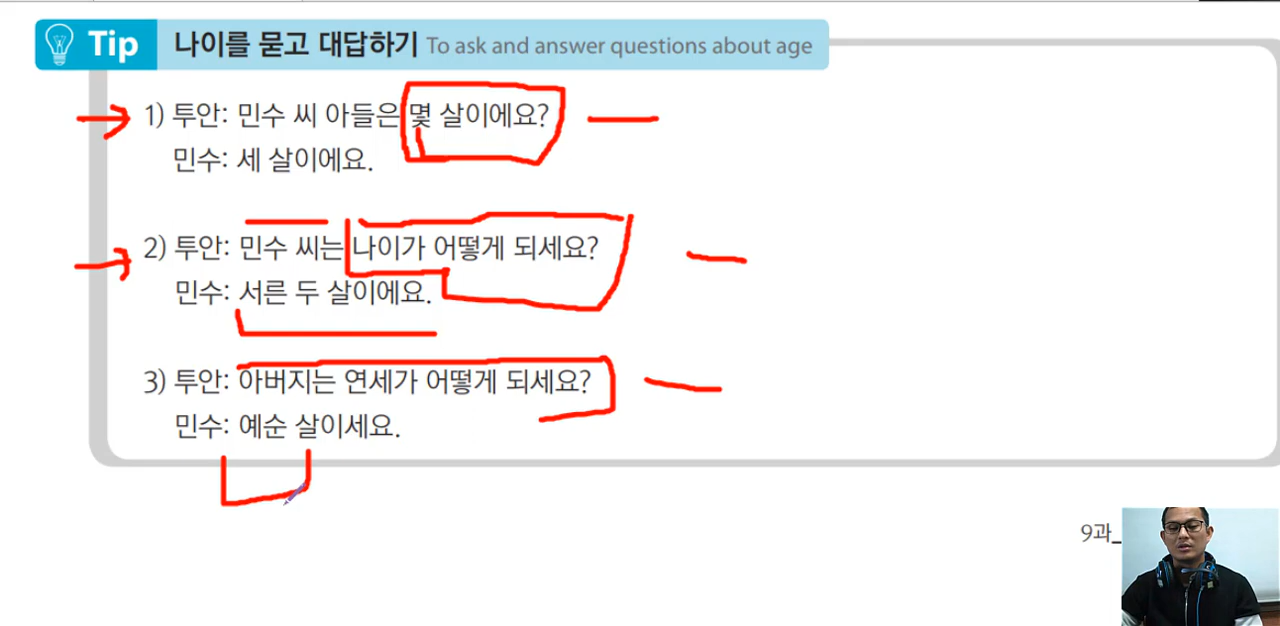 Tip 나이를 묻고 대답하기 To ask and answer questions about age
1) 투안: 민수 씨 아들은 몇 살이에요?
민수: 세 살이에요.
2) 투안: 민수 씨는 나이가 어떻게 되세요?
민수: 서른 두 살이에요.
3) 투안: 아버지는 연세가 어떻게 되세요?
민수: 예순 살이세요.
9과_